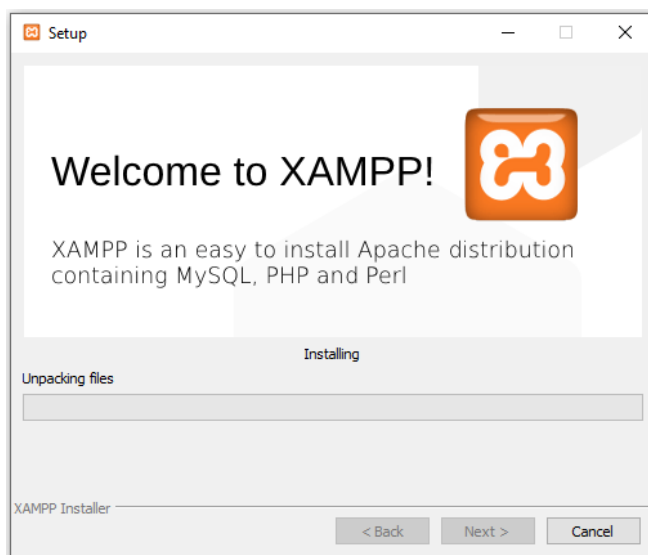 Setup
Welcome to XAMPP!
XAMPP is an easy to install Apache distribution
containing MySQL, PHP and Perl
Installing
Unpacking files
XAMPP Installer
< Back
Next >
Cancel